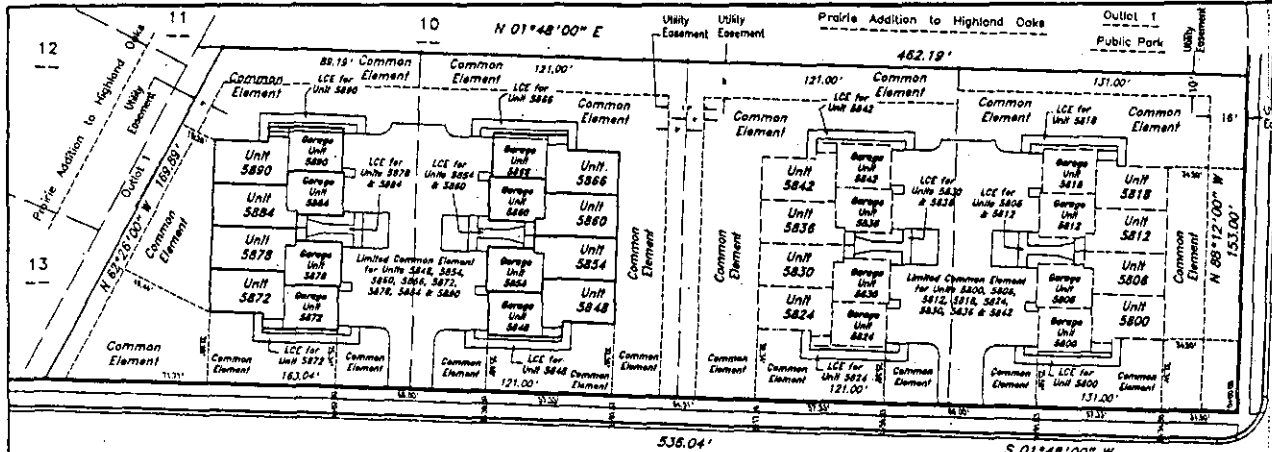 11
12
10
13
Prairie Addition to Highland Oaks
Utility
Easement
Outlot 1
N 01°48'00" E
Utility
Easement
Utility
Easement
Prairie Addition to Highland Oaks
Outlot 1
Public Park
Utility
Easement
462.19'
89.19'
121.00'
121.00'
131.00'
10'
16'
Common
Element
Common
Element
Common
Element
Common
Element
Common
Element
Common
Element
Common
Element
Common
Element
LCE for
Unit 5890
LCE for
Unit 5866
LCE for
Unit 5842
LCE for
Unit 5818
169.89'
N 62°26'00" W
Common
Element
Unit
5890
Unit
5884
Unit
5878
Unit
5872
Garage
Unit
5890
Garage
Unit
5884
Garage
Unit
5878
Garage
Unit
5872
LCE for
Units 5878
& 5884
LCE for
Units 5854
& 5860
Garage
Unit
Garage
Unit
5860
Garage
Unit
5854
Garage
Unit
5848
Unit
5866
Unit
5860
Unit
5854
Unit
5848
Limited Common Element
for Units 5848, 5854,
5860, 5866, 5872,
5878, 5884 & 5890
Common
Element
Common
Element
Unit
5842
Unit
5836
Unit
5830
Unit
5824
Garage
Unit
Garage
Unit
5836
Garage
Unit
Garage
Unit
5824
LCE for
Units 5830
& 5836
LCE for
Units 5806
& 5812
Garage
Unit
5818
Garage
Unit
5812
Garage
Unit
5806
Garage
Unit
5800
Unit
5818
Unit
5812
Unit
Unit
5800
Limited Common Element
for Units 5800, 5806,
5812, 5818, 5824,
5830, 5836 & 5842
Common
Element
N 88°12'00" W
153.00'
Common
Element
Common
Element
LCE for
Unit 5872
Common
Element
Common
Element
LCE for
Unit 5848
Common
Element
Common
Element
LCE for
Unit 5824
Common
Element
Common
Element
LCE for
Unit 5800
Common
Element
163.04'
121.00'
121.00'
131.00'
536.04'
S 01°48'00" W